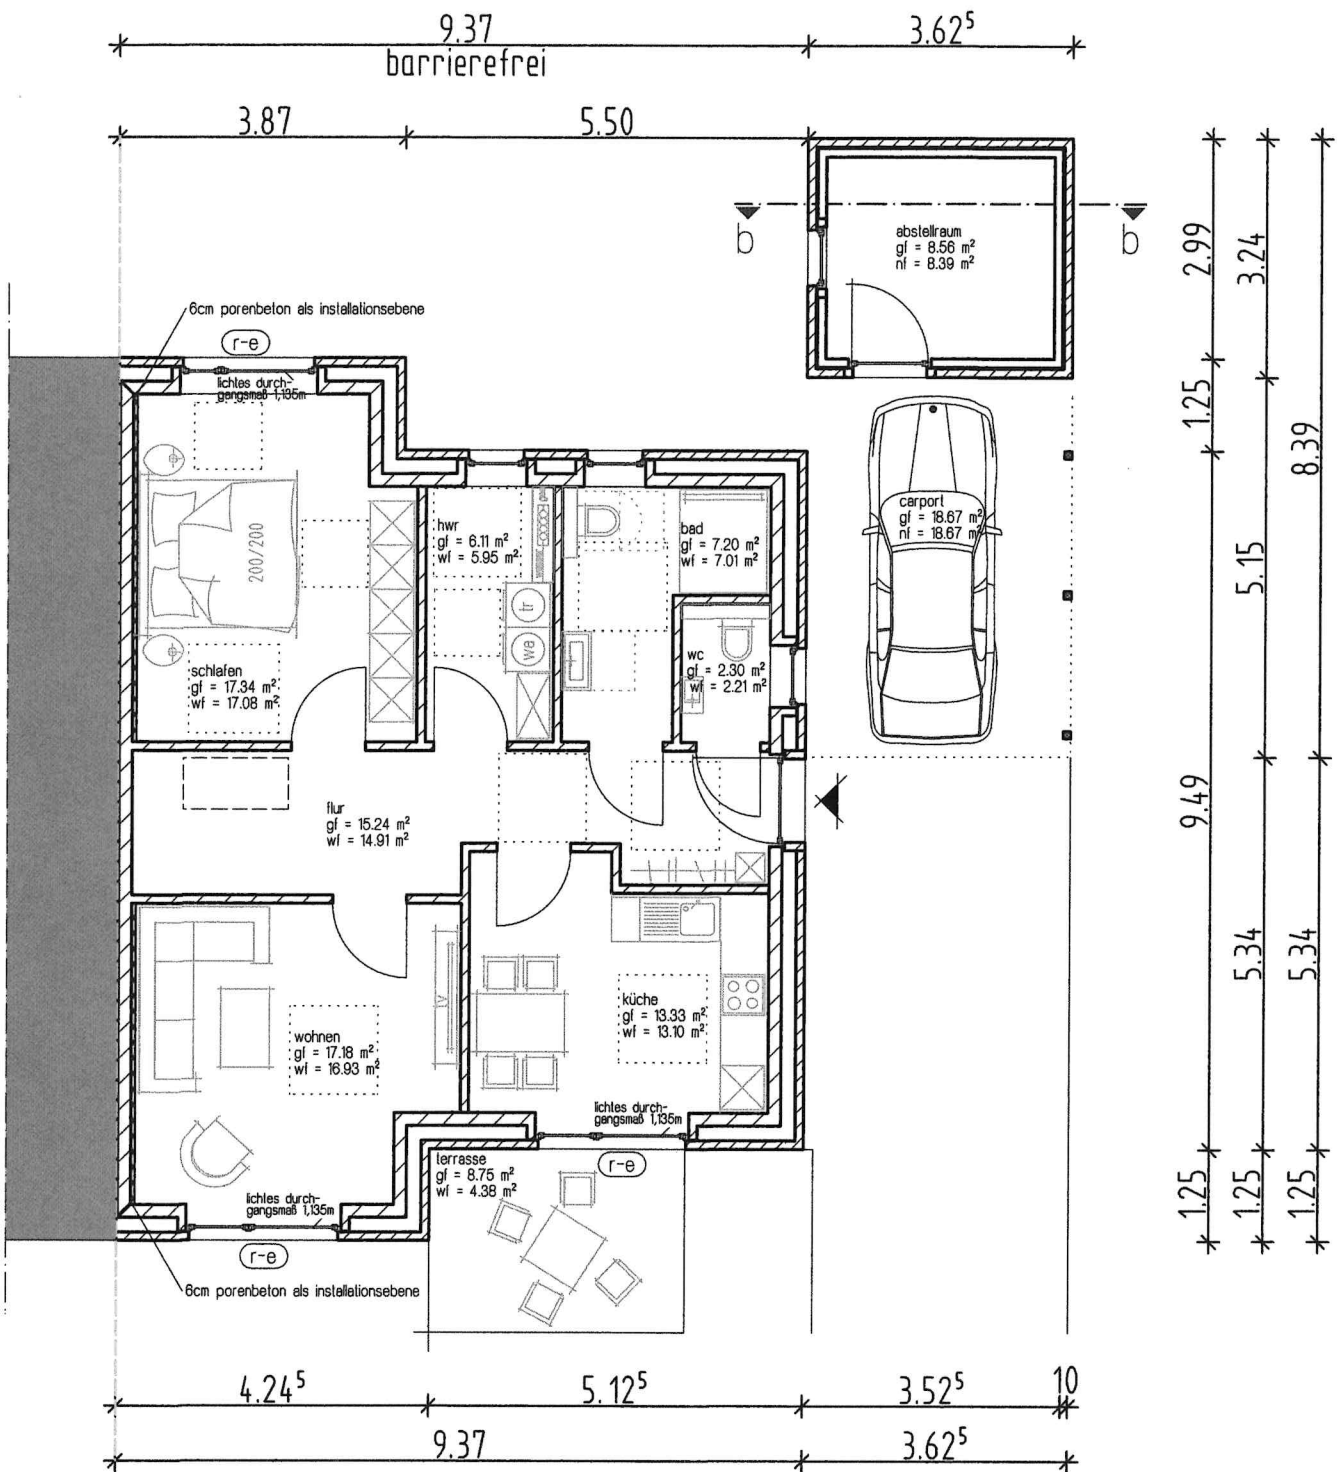 9.37
3.62⁵
barrierefrei
3.87
5.50
abstellraum
gf = 8.56 m²
nf = 8.39 m²
b
b
2.99
3.24
6cm porenbeton als installationsebene
r-e
lichtes durch-
gangsmaß 1,135m
1.25
8.39
200/200
hwr
gf = 6.11 m²
wf = 5.95 m²
bad
gf = 7.20 m²
wf = 7.01 m²
carport
gf = 18.67 m²
nf = 18.67 m²
5.15
tr
wa
schlafen
gf = 17.34 m²
wf = 17.08 m²
wc
gf = 2.30 m²
wf = 2.21 m²
flur
gf = 15.24 m²
wf = 14.91 m²
9.49
5.34
5.34
wohnen
gf = 17.18 m²
wf = 16.93 m²
tv
küche
gf = 13.33 m²
wf = 13.10 m²
lichtes durch-
gangsmaß 1,135m
r-e
terrasse
gf = 8.75 m²
wf = 4.38 m²
lichtes durch-
gangsmaß 1,135m
r-e
6cm porenbeton als installationsebene
1.25
1.25
1.25
4.24⁵
5.12⁵
3.52⁵
10
9.37
3.62⁵